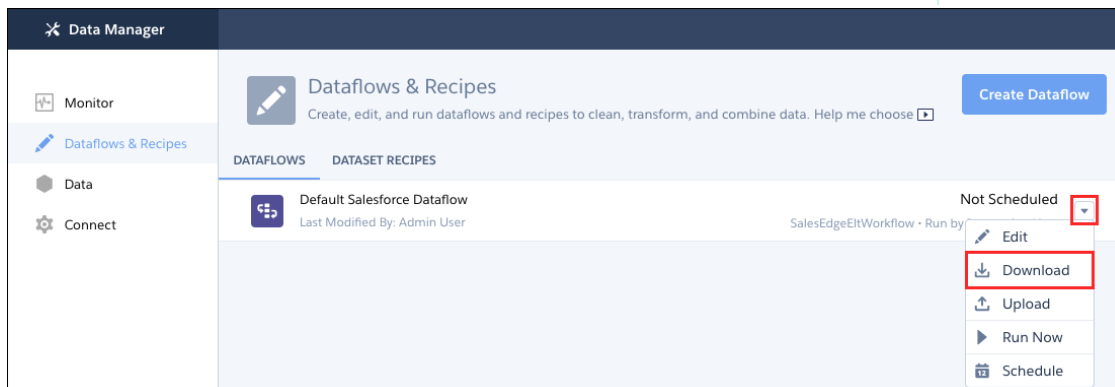 Data Manager
Monitor
Dataflows & Recipes
Data
Connect
Dataflows & Recipes
Create, edit, and run dataflows and recipes to clean, transform, and combine data. Help me choose
Create Dataflow
DATAFLOWS DATASET RECIPES
Default Salesforce Dataflow
Last Modified By: Admin User
Not Scheduled
SalesEdgeEltWorkflow • Run by
Edit
Download
Upload
Run Now
12 Schedule